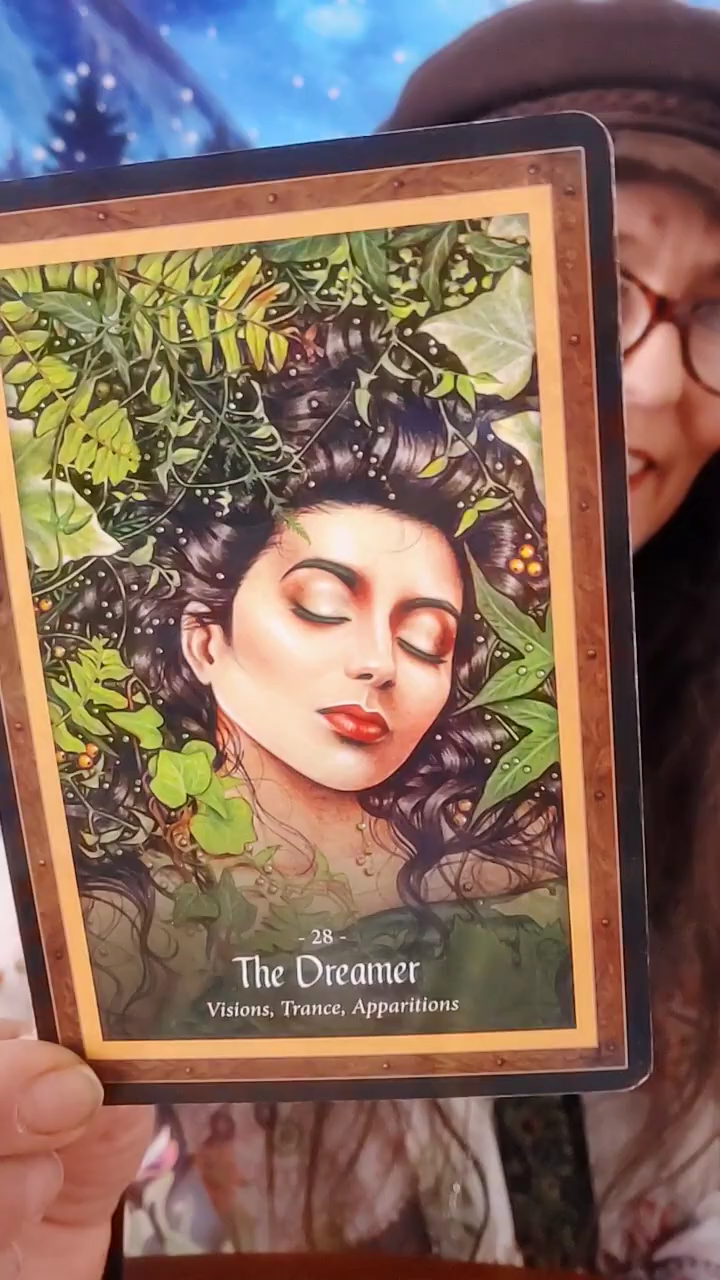 - 28 -
The Dreamer
Visions, Trance, Apparitions